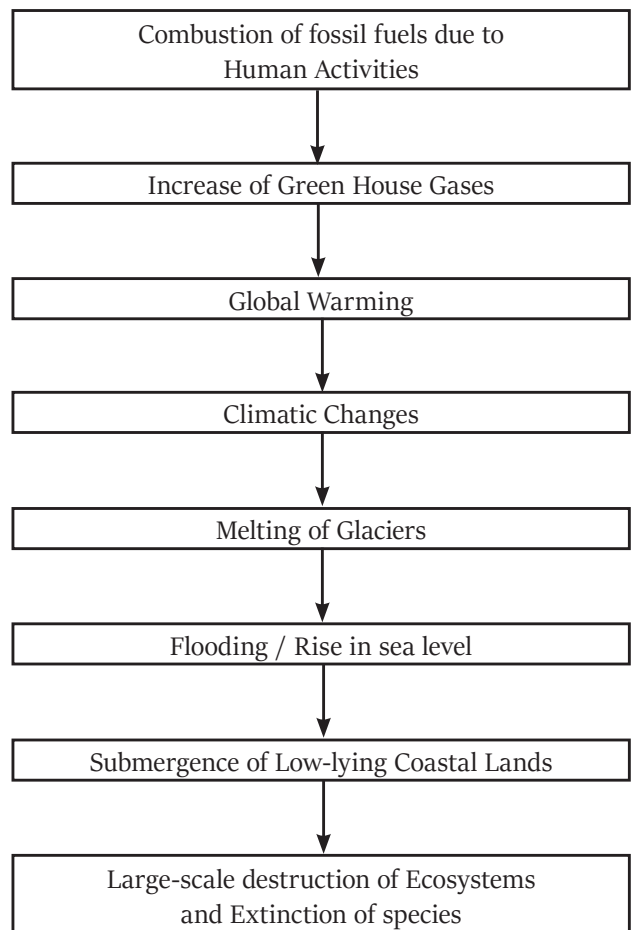 Combustion of fossil fuels due to
Human Activities
Increase of Green House Gases
Global Warming
Climatic Changes
Melting of Glaciers
Flooding / Rise in sea level
Submergence of Low-lying Coastal Lands
Large-scale destruction of Ecosystems
and Extinction of species